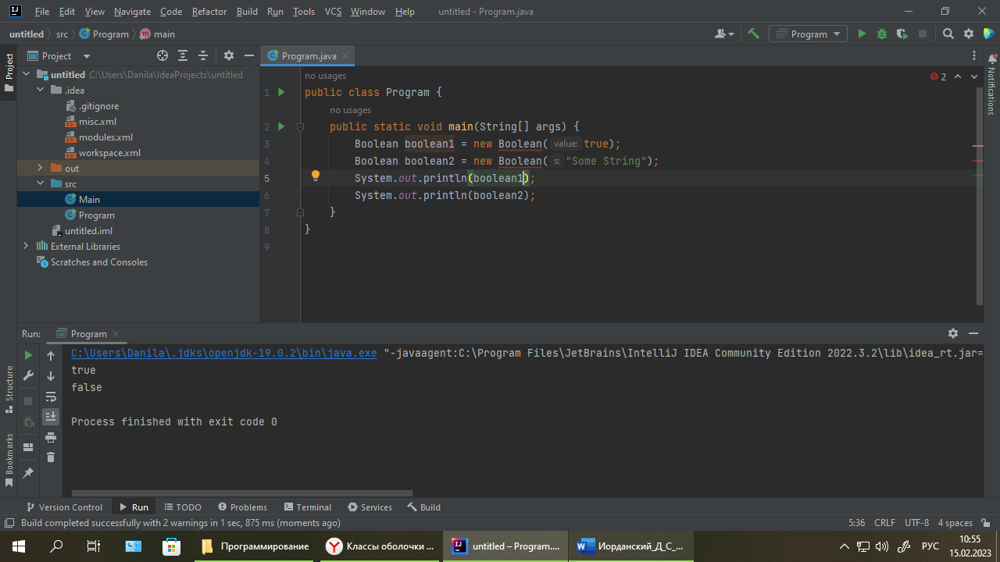 File Edit View Navigate Code Refactor Build Run Tools VCS Window Help untitled - Program.java
untitled src Program main
Program
Project
Project
Program.java
Notifications
untitled C:\Users\Danila\IdeaProjects\untitled
.idea
.gitignore
misc.xml
modules.xml
workspace.xml
out
src
Main
Program
untitled.iml
External Libraries
Scratches and Consoles
no usages
2
1 public class Program {
no usages
2 public static void main(String[] args) {
3 Boolean boolean1 = new Boolean( value: true);
4 Boolean boolean2 = new Boolean( s: "Some String");
5 System.out.println(boolean1);
6 System.out.println(boolean2);
7 }
8 }
9
Run: Program
Structure
Bookmarks
C:\Users\Danila\.jdks\openjdk-19.0.2\bin\java.exe "-javaagent:C:\Program Files\JetBrains\IntelliJ IDEA Community Edition 2022.3.2\lib\idea_rt.jar=
true
false
Process finished with exit code 0
Version Control Run TODO Problems Terminal Services Build
Build completed successfully with 2 warnings in 1 sec, 875 ms (moments ago) 5:36 CRLF UTF-8 4 spaces
Программирование
Классы оболочки ...
untitled – Program....
Иорданский_Д_С_...
РУС
10:55
15.02.2023